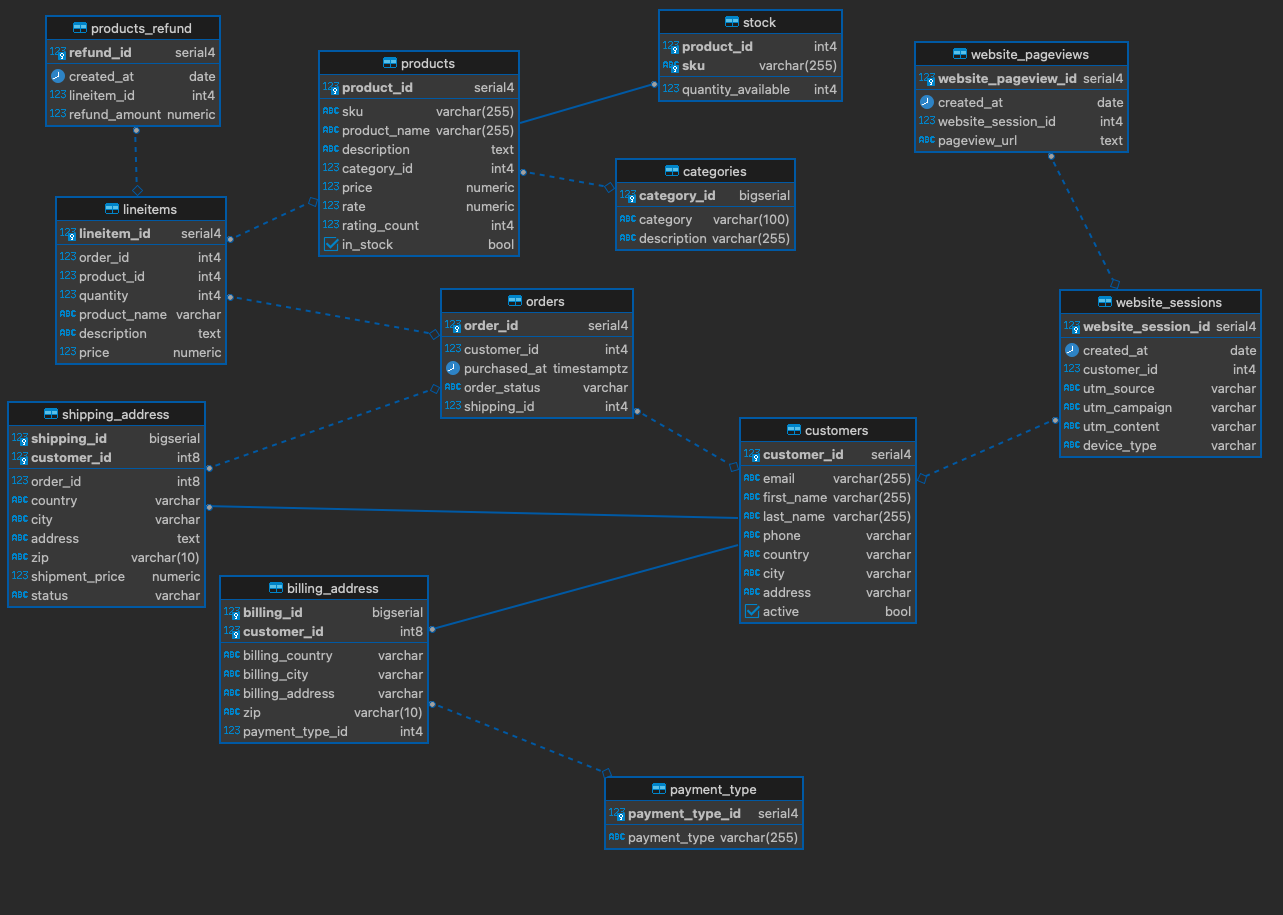 products_refund
123 refund_id serial4
created_at date
123 lineitem_id int4
123 refund_amount numeric
products
123 product_id serial4
ABC sku varchar(255)
ABC product_name varchar(255)
ABC description text
123 category_id int4
123 price numeric
123 rate numeric
123 rating_count int4
in_stock bool
stock
123 product_id int4
ABC sku varchar(255)
123 quantity_available int4
website_pageviews
123 website_pageview_id serial4
created_at date
123 website_session_id int4
ABC pageview_url text
categories
123 category_id bigserial
ABC category varchar(100)
ABC description varchar(255)
lineitems
123 lineitem_id serial4
123 order_id int4
123 product_id int4
123 quantity int4
ABC product_name varchar
ABC description text
123 price numeric
orders
123 order_id serial4
123 customer_id int4
purchased_at timestamptz
ABC order_status varchar
123 shipping_id int4
website_sessions
123 website_session_id serial4
created_at date
123 customer_id int4
ABC utm_source varchar
ABC utm_campaign varchar
ABC utm_content varchar
ABC device_type varchar
shipping_address
123 shipping_id bigserial
123 customer_id int8
123 order_id int8
ABC country varchar
ABC city varchar
ABC address text
ABC zip varchar(10)
123 shipment_price numeric
ABC status varchar
customers
123 customer_id serial4
ABC email varchar(255)
ABC first_name varchar(255)
ABC last_name varchar(255)
ABC phone varchar
ABC country varchar
ABC city varchar
ABC address varchar
active bool
billing_address
123 billing_id bigserial
123 customer_id int8
ABC billing_country varchar
ABC billing_city varchar
ABC billing_address varchar
ABC zip varchar(10)
123 payment_type_id int4
payment_type
123 payment_type_id serial4
ABC payment_type varchar(255)